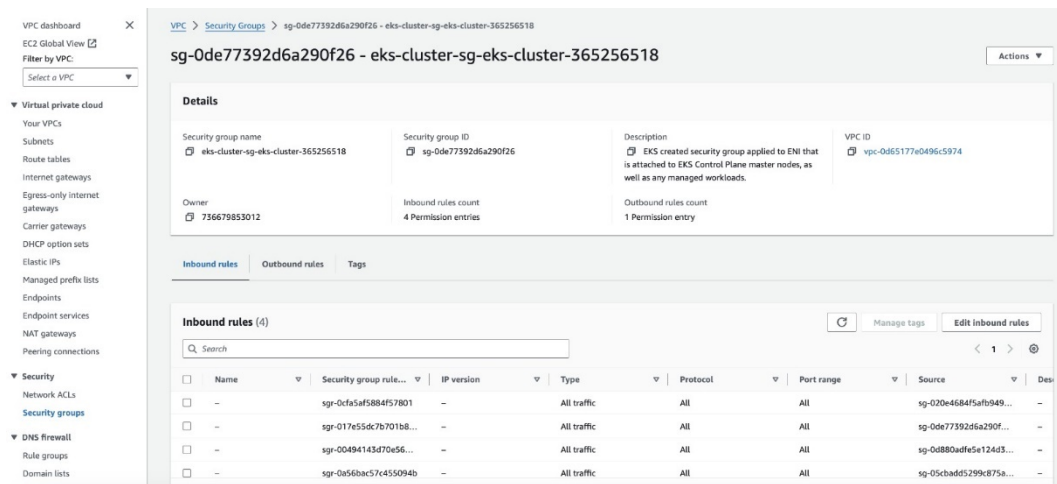 VPC dashboard
EC2 Global View
Filter by VPC:
Select a VPC
Virtual private cloud
Your VPCs
Subnets
Route tables
Internet gateways
Egress-only internet
gateways
Carrier gateways
DHCP option sets
Elastic IPs
Managed prefix lists
Endpoints
Endpoint services
NAT gateways
Peering connections
Security
Network ACLs
Security groups
DNS firewall
Rule groups
Domain lists
VPC > Security Groups > sg-0de77392d6a290f26 - eks-cluster-sg-eks-cluster-365256518
sg-0de77392d6a290f26 - eks-cluster-sg-eks-cluster-365256518
Actions
Details
Security group name
eks-cluster-sg-eks-cluster-365256518
Security group ID
sg-0de77392d6a290f26
Description
EKS created security group applied to ENI that
is attached to EKS Control Plane master nodes, as
well as any managed workloads.
VPC ID
vpc-0d65177e0496c5974
Owner
736679853012
Inbound rules count
4 Permission entries
Outbound rules count
1 Permission entry
Inbound rules Outbound rules Tags
Inbound rules (4)
Manage tags Edit inbound rules
Search
< 1 >
Name Security group rule... IP version Type Protocol Port range Source Des
– sgr-0cfa5af5884f57801 – All traffic All All sg-020e4684f5afb949... –
– sgr-017e55dc7b701b8... – All traffic All All sg-0de77392d6a290f... –
– sgr-00494143d70e56... – All traffic All All sg-0d880adfe5e124d3... –
– sgr-0a56bac57c455094b – All traffic All All sg-05cbadd5299c875a... –